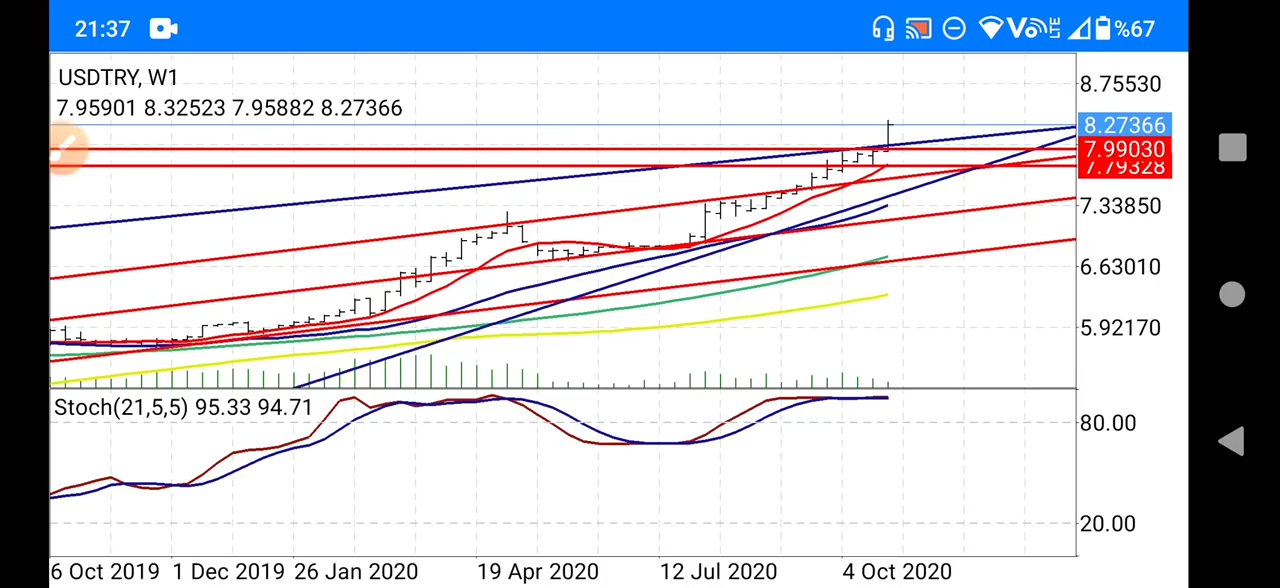 21:37
LTE %67
USDTRY, W1
7.95901 8.32523 7.95882 8.27366
8.75530
8.27366
7.99030
7.79328
7.33850
6.63010
5.92170
Stoch(21,5,5) 95.33 94.71
80.00
20.00
6 Oct 2019 1 Dec 2019 26 Jan 2020 19 Apr 2020 12 Jul 2020 4 Oct 2020